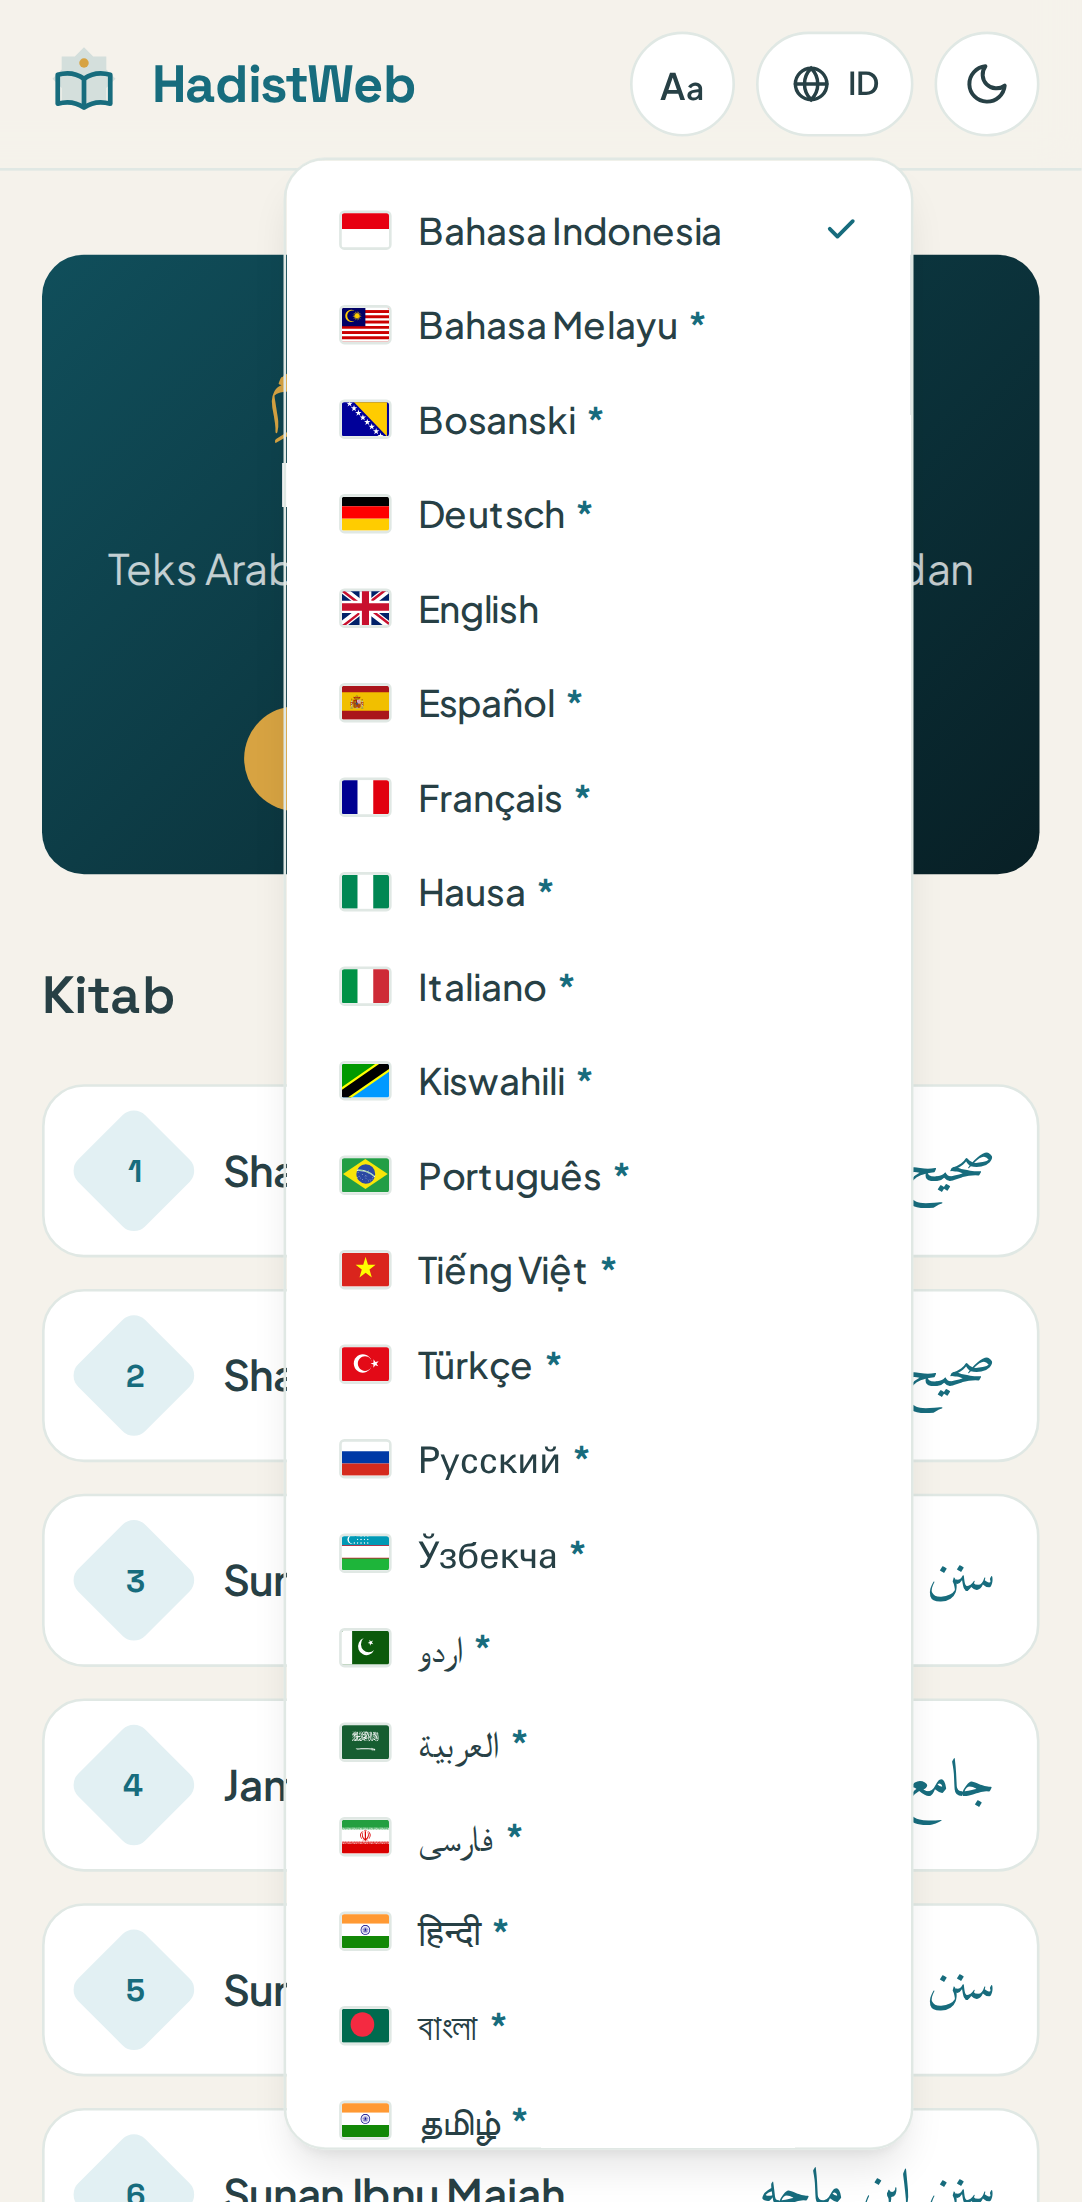 HadistWeb
Aa
ID
Bahasa Indonesia
Bahasa Melayu *
Bosanski *
Deutsch *
English
Español *
Français *
Hausa *
Italiano *
Kiswahili *
Português *
Tiếng Việt *
Türkçe *
Русский *
Ўзбекча *
اردو *
العربية *
فارسی *
हिन्दी *
বাংলা *
தமிழ் *
Teks Arab
dan
Kitab
1
صحيح
2
صحيح
3
سنن
4
جامع
5
سنن
6 Sunan Ibnu Majah سنن ابن ماجه